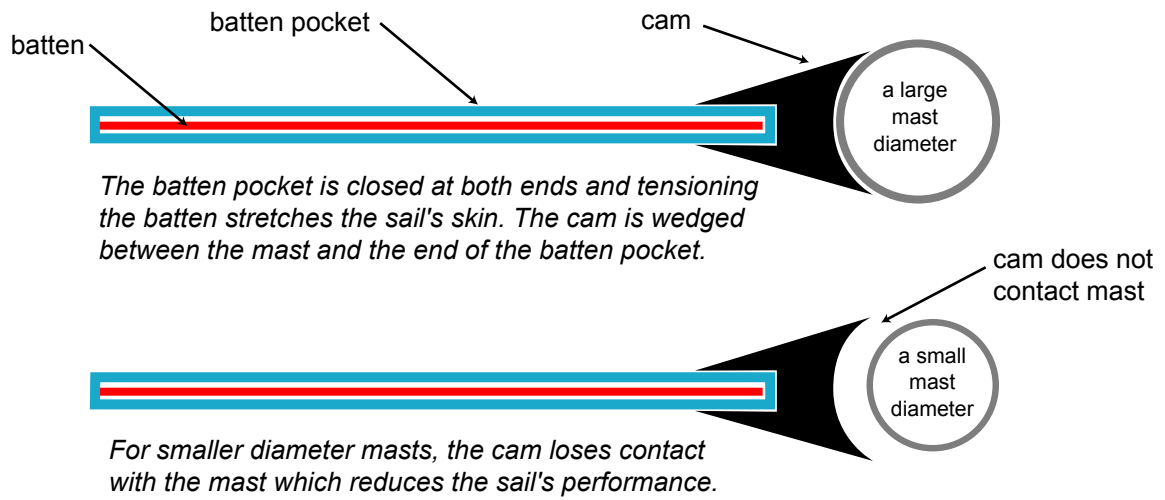 batten
batten pocket
cam
a large
mast
diameter
The batten pocket is closed at both ends and tensioning
the batten stretches the sail's skin. The cam is wedged
between the mast and the end of the batten pocket.
cam does not
contact mast
a small
mast
diameter
For smaller diameter masts, the cam loses contact
with the mast which reduces the sail's performance.